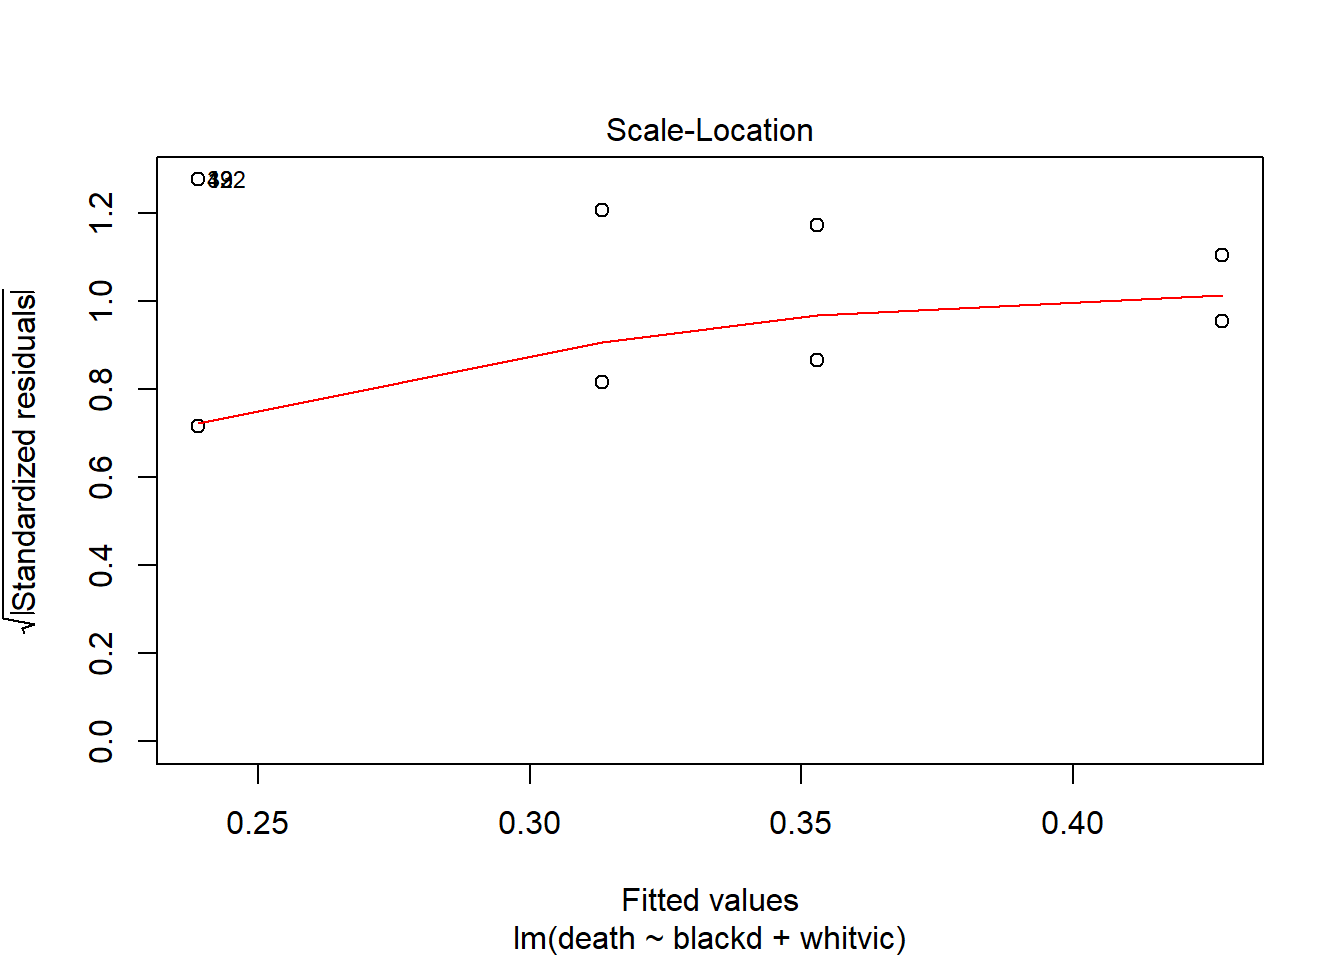 Scale-Location
1.2
1.0
0.8
0.6
0.4
0.2
0.0
√|Standardized residuals|
0.25 0.30 0.35 0.40
Fitted values
lm(death ~ blackd + whitvic)